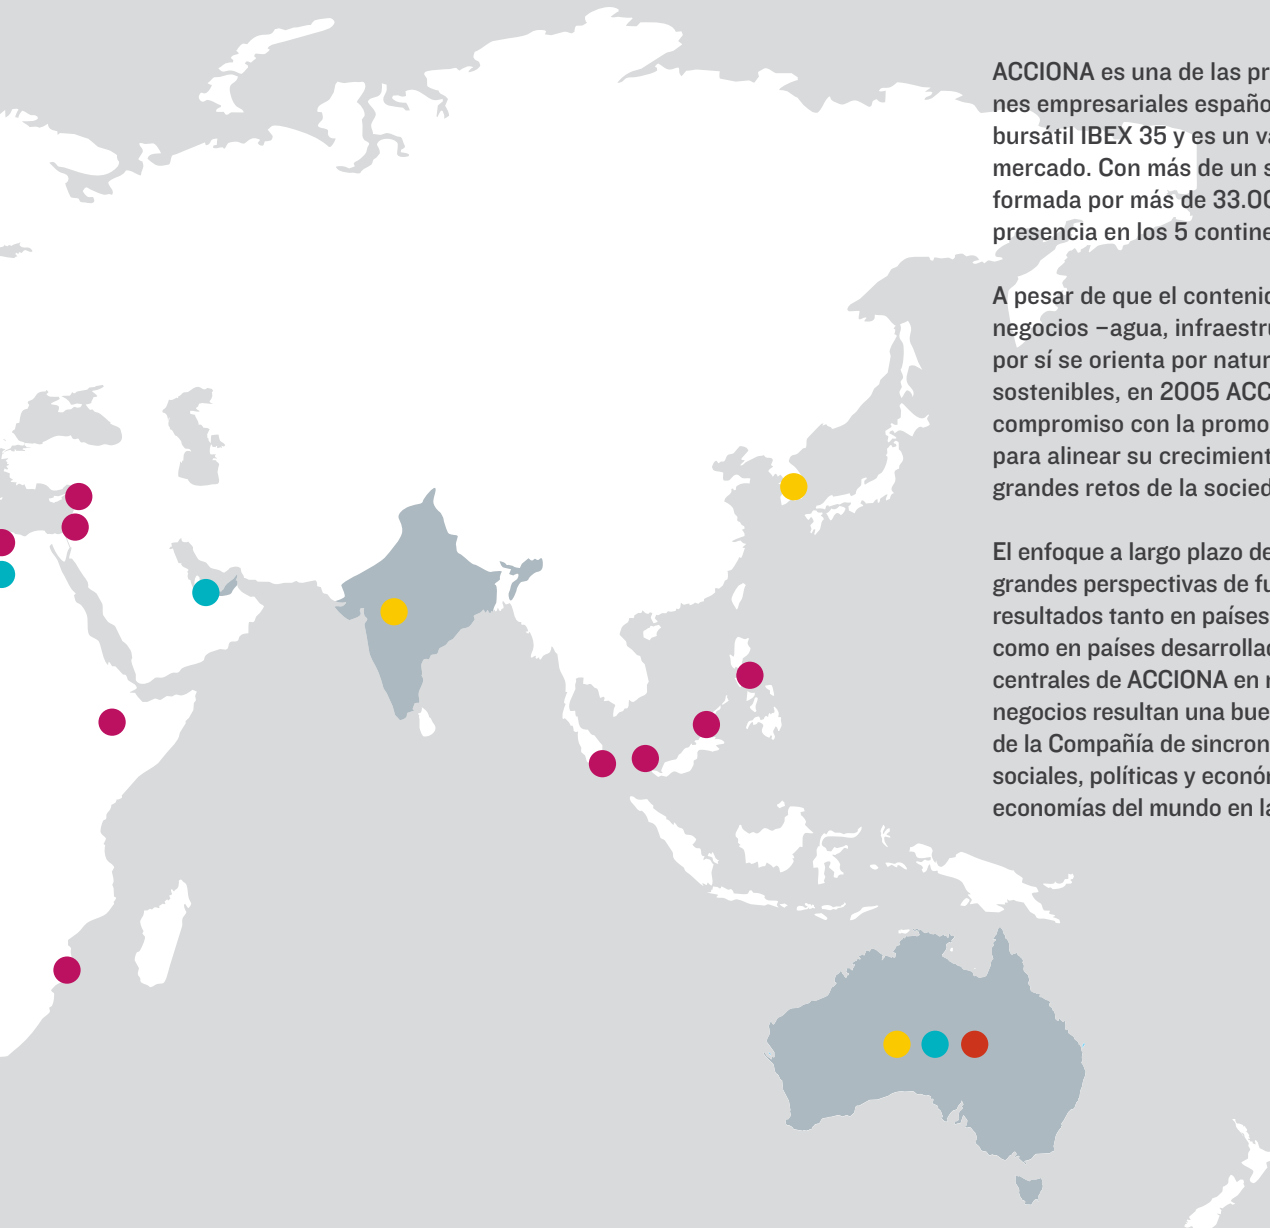 ACCIONA es una de las pr
nes empresariales españo
bursátil IBEX 35 y es un va
mercado. Con más de un s
formada por más de 33.00
presencia en los 5 contine
A pesar de que el contenid
negocios –agua, infraestru
por sí se orienta por natur
sostenibles, en 2005 ACC
compromiso con la promo
para alinear su crecimient
grandes retos de la socied
El enfoque a largo plazo de
grandes perspectivas de fu
resultados tanto en países
como en países desarrollad
centrales de ACCIONA en n
negocios resultan una bue
de la Compañía de sincron
sociales, políticas y econór
economías del mundo en la